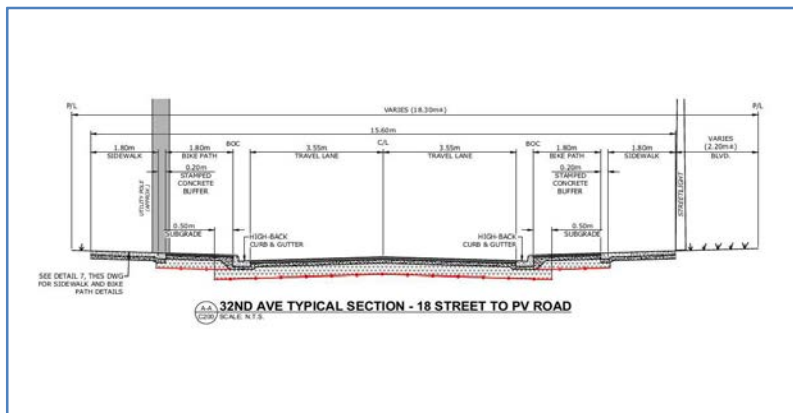 P/L
VARIES (18.30m±)
P/L
15.60m
1.80m
SIDEWALK
1.80m
BIKE PATH
BOC
3.55m
TRAVEL LANE
C/L
3.55m
TRAVEL LANE
BOC
1.80m
BIKE PATH
1.80m
SIDEWALK
VARIES
(2.20m±)
BLVD.
0.20m
STAMPED
CONCRETE
BUFFER
0.20m
STAMPED
CONCRETE
BUFFER
UTILITY POLE
(APPROX.)
STREETLIGHT
0.50m
SUBGRADE
HIGH-BACK
CURB & GUTTER
HIGH-BACK
CURB & GUTTER
0.50m
SUBGRADE
SEE DETAIL 7, THIS DWG
FOR SIDEWALK AND BIKE
PATH DETAILS
A-A
C200
32ND AVE TYPICAL SECTION - 18 STREET TO PV ROAD
SCALE: N.T.S.